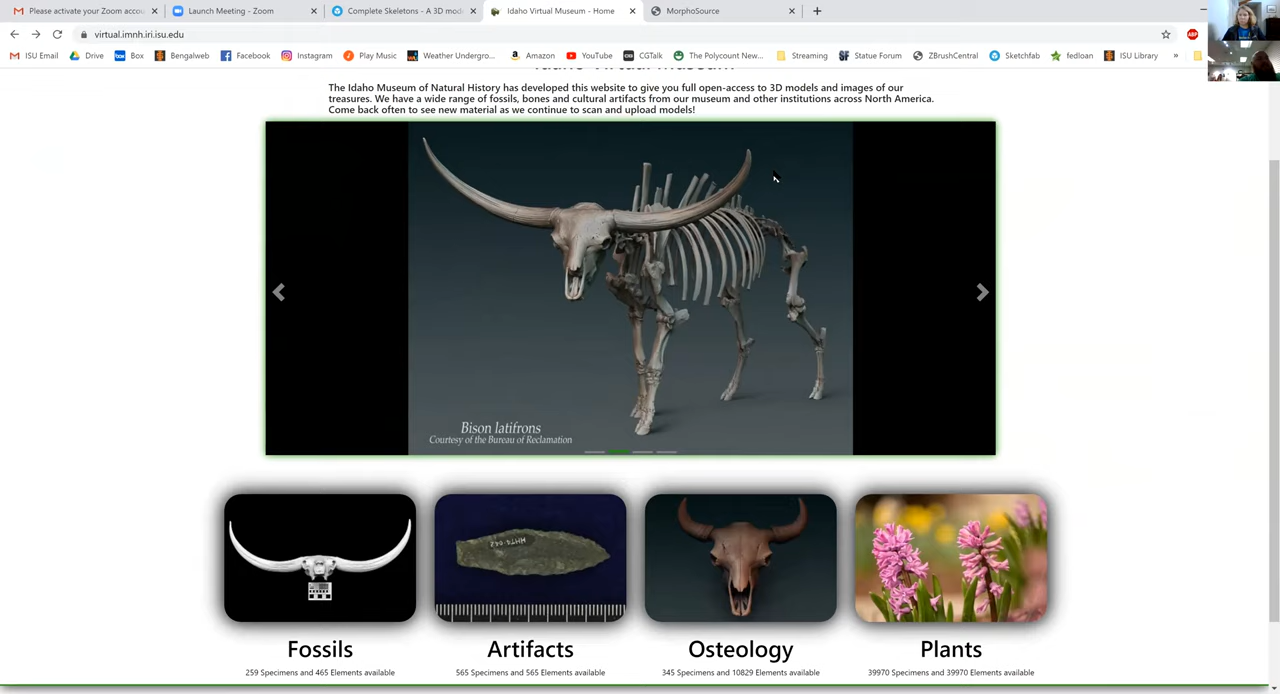 Please activate your Zoom accou
Launch Meeting - Zoom
Complete Skeletons - A 3D mod
Idaho Virtual Museum - Home
MorphoSource
virtual.imnh.iri.isu.edu
ISU Email
Drive
Box
Bengalweb
Facebook
Instagram
Play Music
Weather Undergro...
Amazon
YouTube
CGTalk
The Polycount New...
Streaming
Statue Forum
ZBrushCentral
Sketchfab
fedloan
ISU Library
Idaho Virtual Museum
The Idaho Museum of Natural History has developed this website to give you full open-access to 3D models and images of our
treasures. We have a wide range of fossils, bones and cultural artifacts from our museum and other institutions across North America.
Come back often to see new material as we continue to scan and upload models!
Bison latifrons
Courtesy of the Bureau of Reclamation
Fossils
259 Specimens and 465 Elements available
Artifacts
565 Specimens and 565 Elements available
Osteology
345 Specimens and 10829 Elements available
Plants
39970 Specimens and 39970 Elements available